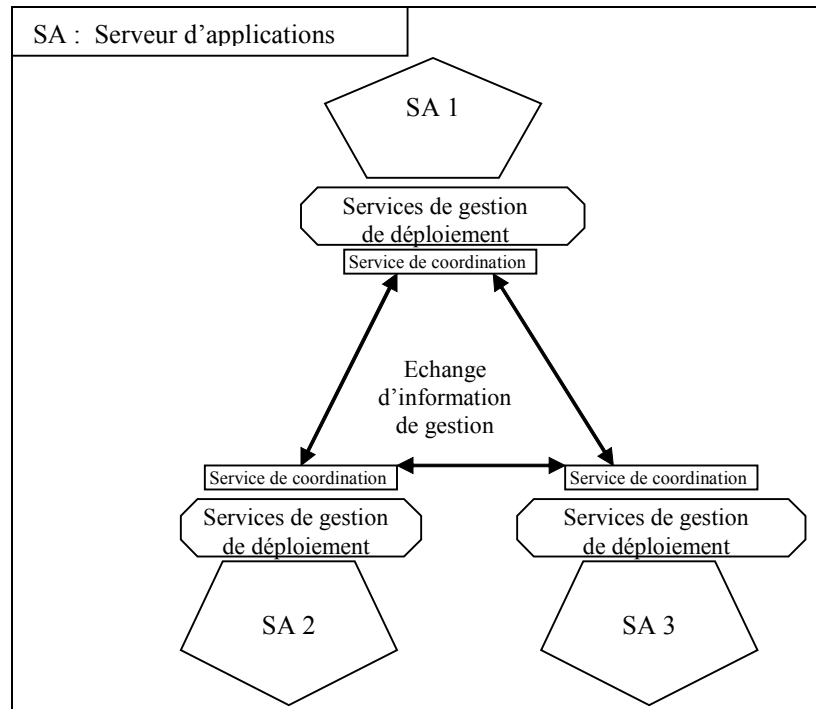 SA : Serveur d’applications
SA 1
Services de gestion
de déploiement
Service de coordination
Echange
d’information
de gestion
Service de coordination
Service de coordination
Services de gestion
de déploiement
Services de gestion
de déploiement
SA 2
SA 3